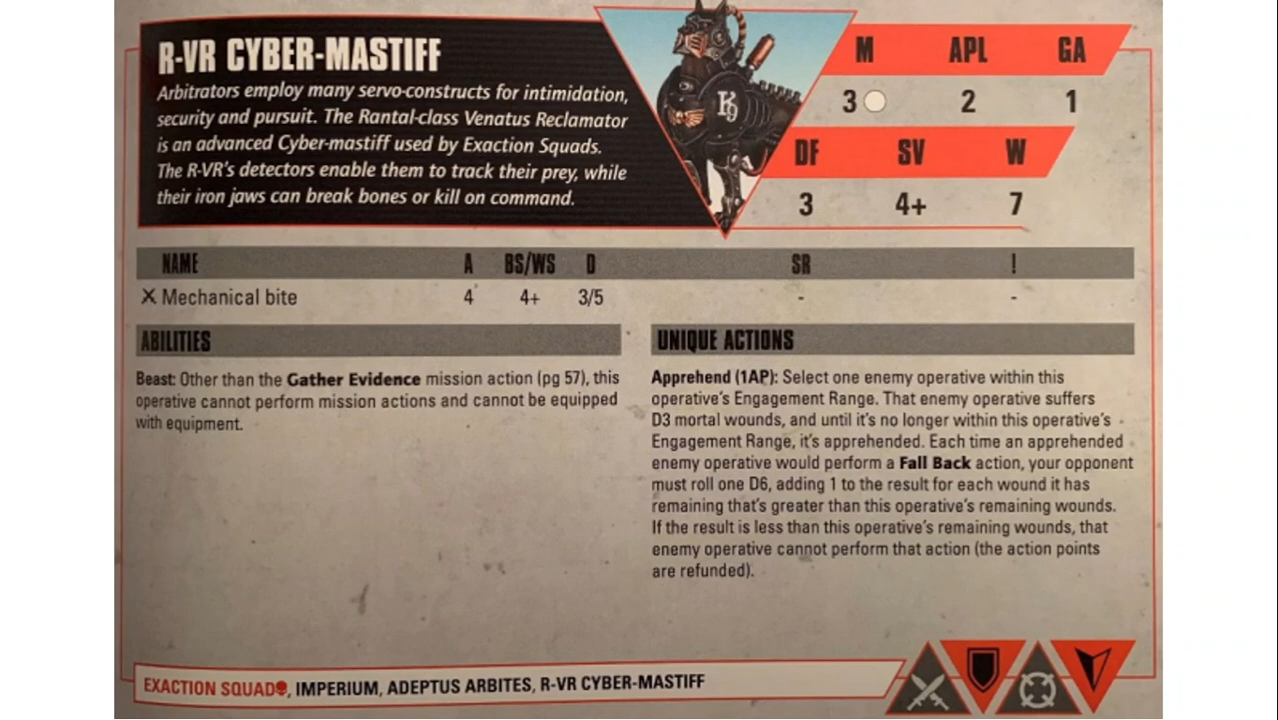 R-VR CYBER-MASTIFF
Arbitrators employ many servo-constructs for intimidation,
security and pursuit. The Rantal-class Venatus Reclamator
is an advanced Cyber-mastiff used by Exaction Squads.
The R-VR's detectors enable them to track their prey, while
their iron jaws can break bones or kill on command.
K9
M APL GA
3 2 1
DF SV W
3 4+ 7
NAME A BS/WS D SR !
Mechanical bite 4 4+ 3/5 - -
ABILITIES
Beast: Other than the Gather Evidence mission action (pg 57), this
operative cannot perform mission actions and cannot be equipped
with equipment.
UNIQUE ACTIONS
Apprehend (1AP): Select one enemy operative within this
operative's Engagement Range. That enemy operative suffers
D3 mortal wounds, and until it's no longer within this operative's
Engagement Range, it's apprehended. Each time an apprehended
enemy operative would perform a Fall Back action, your opponent
must roll one D6, adding 1 to the result for each wound it has
remaining that's greater than this operative's remaining wounds.
If the result is less than this operative's remaining wounds, that
enemy operative cannot perform that action (the action points
are refunded).
EXACTION SQUAD, IMPERIUM, ADEPTUS ARBITES, R-VR CYBER-MASTIFF